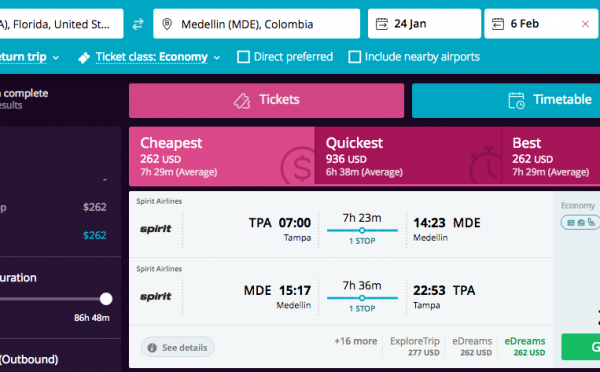 A), Florida, United St...
Medellin (MDE), Colombia
24 Jan
6 Feb
eturn trip
Ticket class: Economy
Direct preferred
Include nearby airports
complete
esults
Tickets
Timetable
Cheapest
262 USD
7h 29m (Average)
Quickest
936 USD
6h 38m (Average)
Best
262 USD
7h 29m (Average)
-
op $262
$262
uration
86h 48m
(Outbound)
Spirit Airlines
spirit
TPA 07:00
Tampa
7h 23m
1 STOP
14:23 MDE
Medellin
Spirit Airlines
spirit
MDE 15:17
Medellin
7h 36m
1 STOP
22:53 TPA
Tampa
See details
+16 more
ExploreTrip
277 USD
eDreams
262 USD
eDreams
262 USD
Economy
G